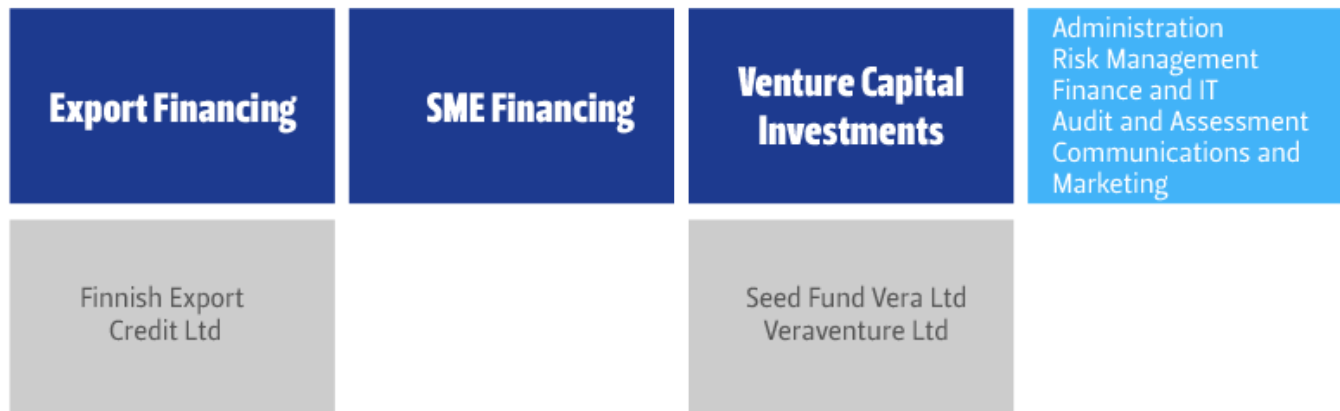 Export Financing
SME Financing
Venture Capital
Investments
Administration
Risk Management
Finance and IT
Audit and Assessment
Communications and
Marketing
Finnish Export
Credit Ltd
Seed Fund Vera Ltd
Veraventure Ltd